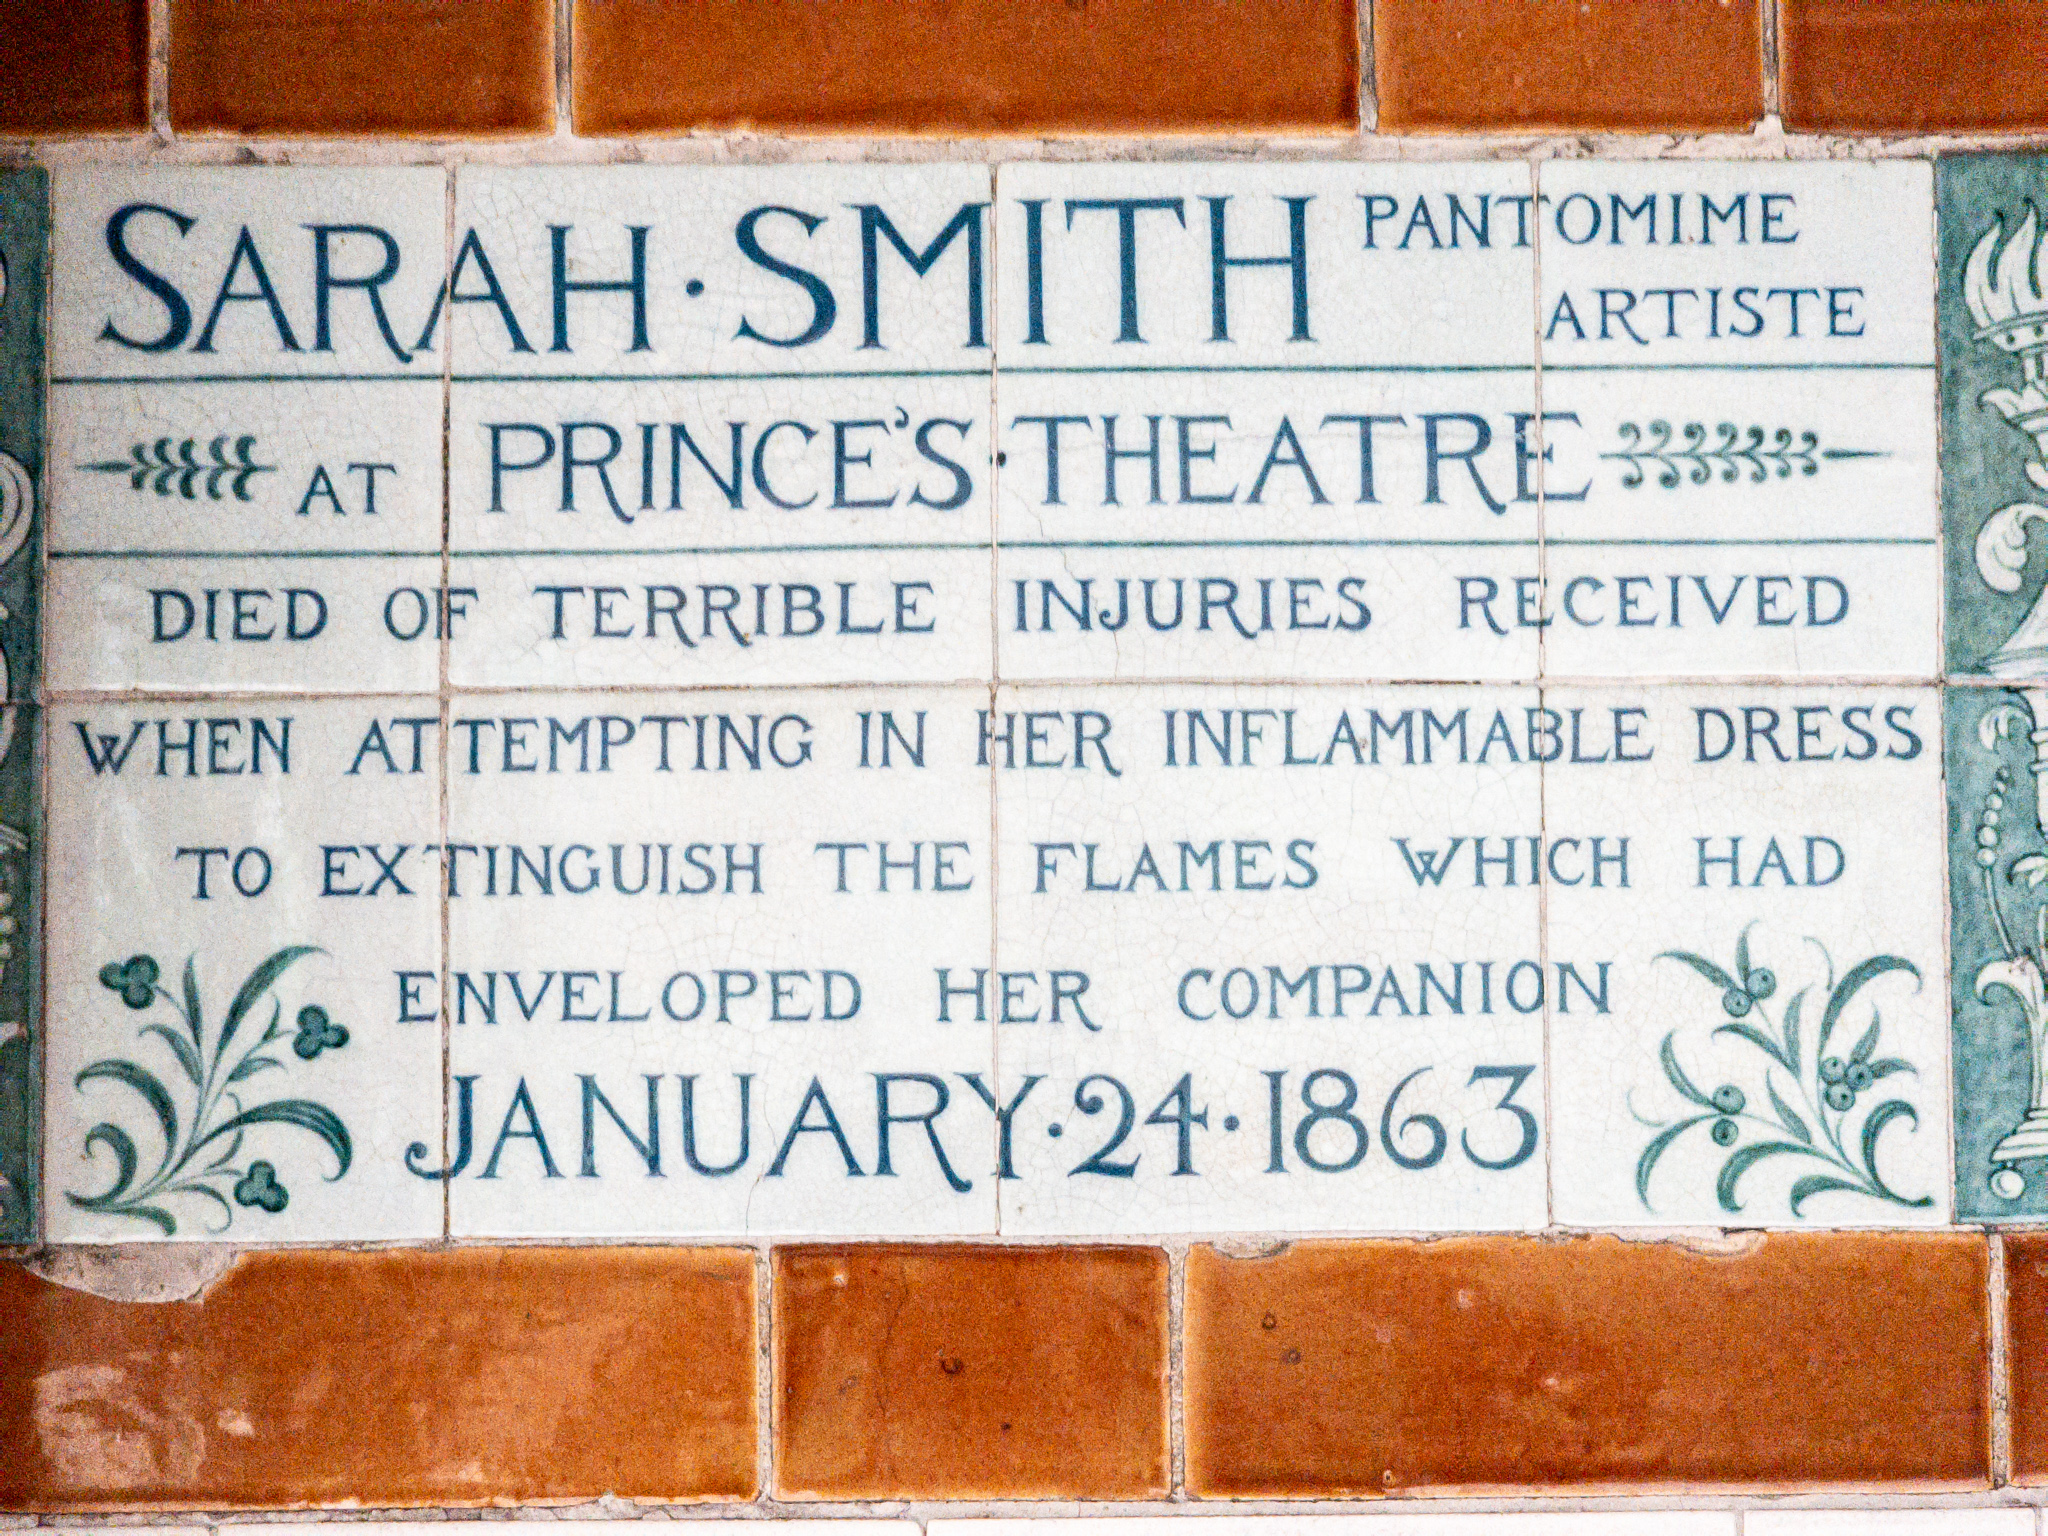 SARAH · SMITH PANTOMIME
ARTISTE
AT PRINCE'S · THEATRE
DIED OF TERRIBLE INJURIES RECEIVED
WHEN ATTEMPTING IN HER INFLAMMABLE DRESS
TO EXTINGUISH THE FLAMES WHICH HAD
ENVELOPED HER COMPANION
JANUARY · 24 · 1863